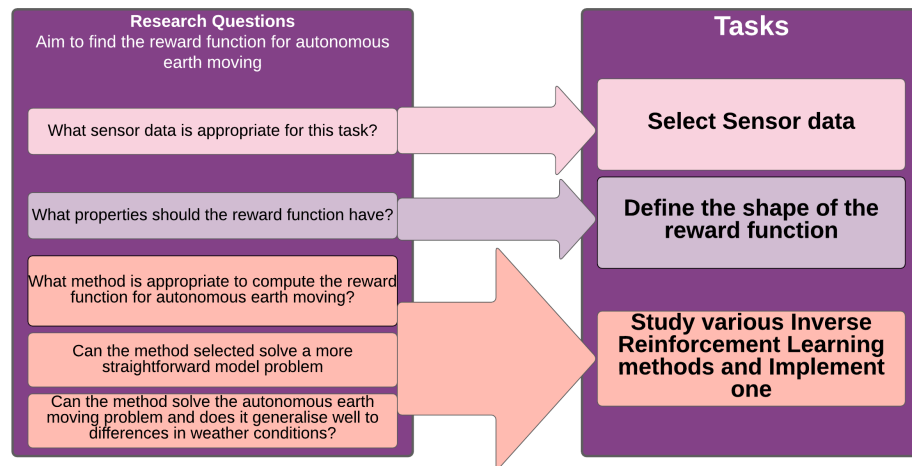 Research Questions
Aim to find the reward function for autonomous
earth moving
What sensor data is appropriate for this task?
What properties should the reward function have?
What method is appropriate to compute the reward
function for autonomous earth moving?
Can the method selected solve a more
straightforward model problem
Can the method solve the autonomous earth
moving problem and does it generalise well to
differences in weather conditions?
Tasks
Select Sensor data
Define the shape of the
reward function
Study various Inverse
Reinforcement Learning
methods and Implement
one